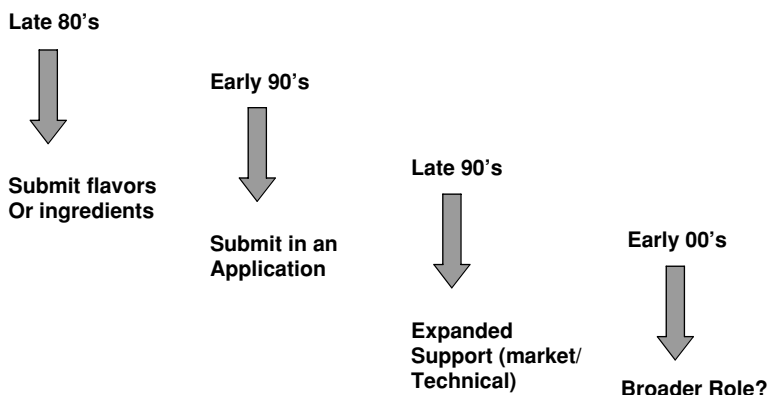 Late 80's
Submit flavors
Or ingredients
Early 90's
Submit in an
Application
Late 90's
Expanded
Support (market/
Technical)
Early 00's
Broader Role?